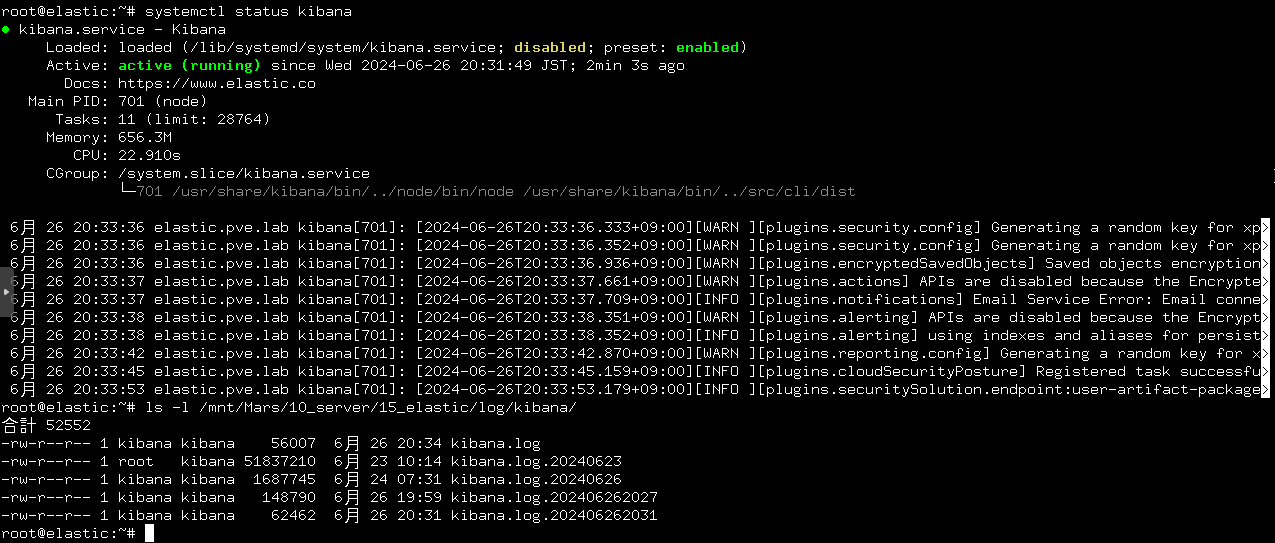 root@elastic:~# systemctl status kibana
● kibana.service - Kibana
     Loaded: loaded (/lib/systemd/system/kibana.service; disabled; preset: enabled)
     Active: active (running) since Wed 2024-06-26 20:31:49 JST; 2min 3s ago
       Docs: https://www.elastic.co
   Main PID: 701 (node)
      Tasks: 11 (limit: 28764)
     Memory: 656.3M
        CPU: 22.910s
     CGroup: /system.slice/kibana.service
             └─701 /usr/share/kibana/bin/../node/bin/node /usr/share/kibana/bin/../src/cli/dist
 6月 26 20:33:36 elastic.pve.lab kibana[701]: [2024-06-26T20:33:36.333+09:00][WARN ][plugins.security.config] Generating a random key for xp>
 6月 26 20:33:36 elastic.pve.lab kibana[701]: [2024-06-26T20:33:36.352+09:00][WARN ][plugins.security.config] Generating a random key for xp>
 6月 26 20:33:36 elastic.pve.lab kibana[701]: [2024-06-26T20:33:36.936+09:00][WARN ][plugins.encryptedSavedObjects] Saved objects encryption>
 6月 26 20:33:37 elastic.pve.lab kibana[701]: [2024-06-26T20:33:37.661+09:00][WARN ][plugins.actions] APIs are disabled because the Encrypte>
 6月 26 20:33:37 elastic.pve.lab kibana[701]: [2024-06-26T20:33:37.709+09:00][INFO ][plugins.notifications] Email Service Error: Email conne>
 6月 26 20:33:38 elastic.pve.lab kibana[701]: [2024-06-26T20:33:38.351+09:00][WARN ][plugins.alerting] APIs are disabled because the Encrypt>
 6月 26 20:33:38 elastic.pve.lab kibana[701]: [2024-06-26T20:33:38.352+09:00][INFO ][plugins.alerting] using indexes and aliases for persist>
 6月 26 20:33:42 elastic.pve.lab kibana[701]: [2024-06-26T20:33:42.870+09:00][WARN ][plugins.reporting.config] Generating a random key for x>
 6月 26 20:33:45 elastic.pve.lab kibana[701]: [2024-06-26T20:33:45.159+09:00][INFO ][plugins.cloudSecurityPosture] Registered task successfu>
 6月 26 20:33:53 elastic.pve.lab kibana[701]: [2024-06-26T20:33:53.179+09:00][INFO ][plugins.securitySolution.endpoint:user-artifact-package>
root@elastic:~# ls -l /mnt/Mars/10_server/15_elastic/log/kibana/
合計 52552
-rw-r--r-- 1 kibana kibana    56007  6月 26 20:34 kibana.log
-rw-r--r-- 1 root   kibana 51837210  6月 23 10:14 kibana.log.20240623
-rw-r--r-- 1 kibana kibana  1687745  6月 24 07:31 kibana.log.20240626
-rw-r--r-- 1 kibana kibana   148790  6月 26 19:59 kibana.log.202406262027
-rw-r--r-- 1 kibana kibana    62462  6月 26 20:31 kibana.log.202406262031
root@elastic:~#